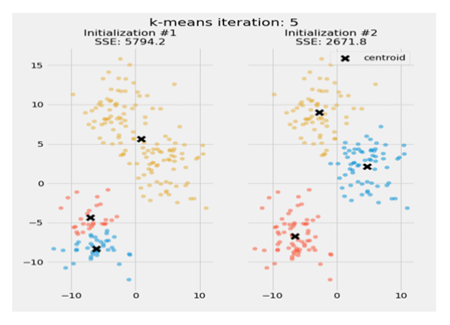 k-means iteration: 5
Initialization #1
SSE: 5794.2
Initialization #2
SSE: 2671.8
centroid
15
10
5
0
−5
−10
−10 0 10
−10 0 10